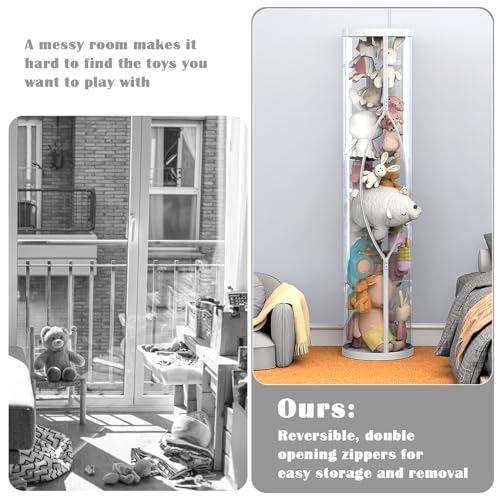 A messy room makes it
hard to find the toys you
want to play with
Ours:
Reversible, double
opening zippers for
easy storage and removal